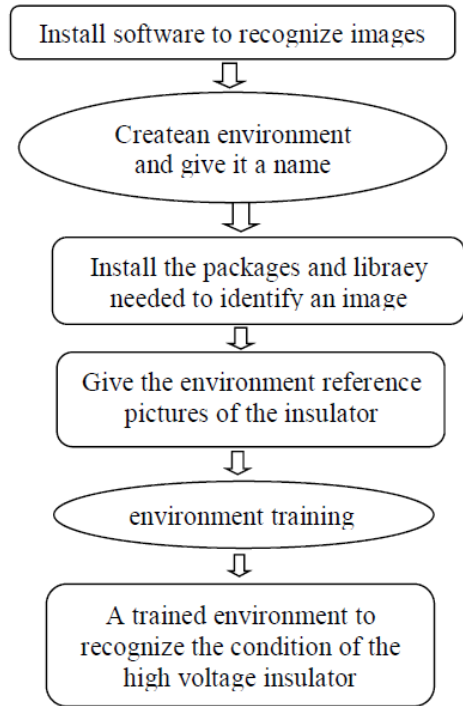 Install software to recognize images
Createan environment
and give it a name
Install the packages and libraey
needed to identify an image
Give the environment reference
pictures of the insulator
environment training
A trained environment to
recognize the condition of the
high voltage insulator